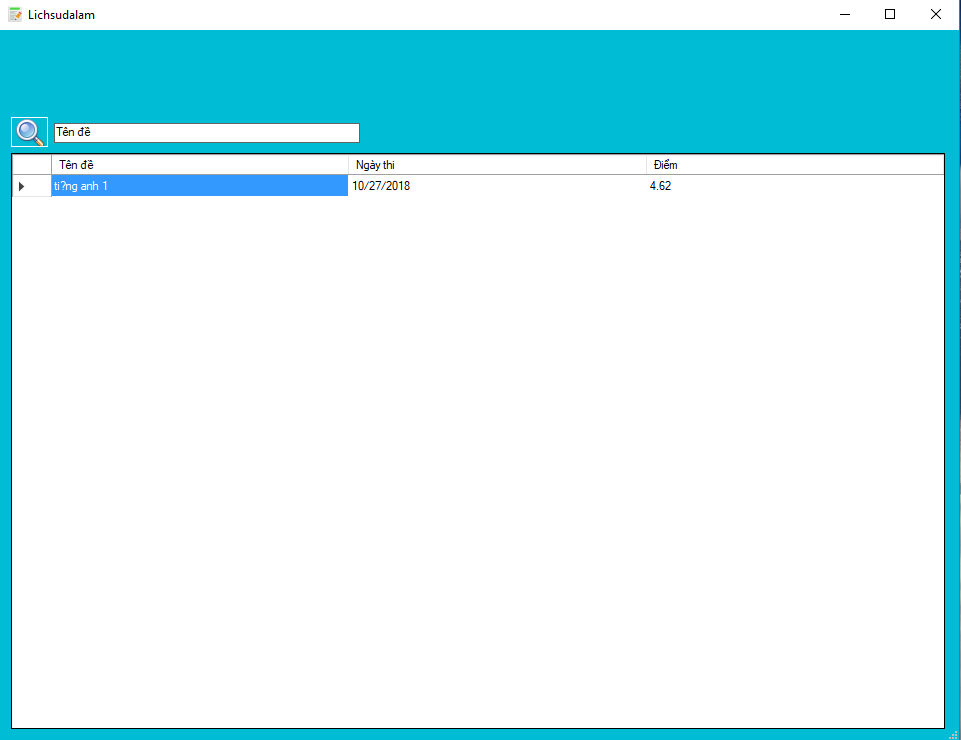 Lichsudalam
Tên đề
Tên đề Ngày thi Điểm
ti?ng anh 1 10/27/2018 4.62